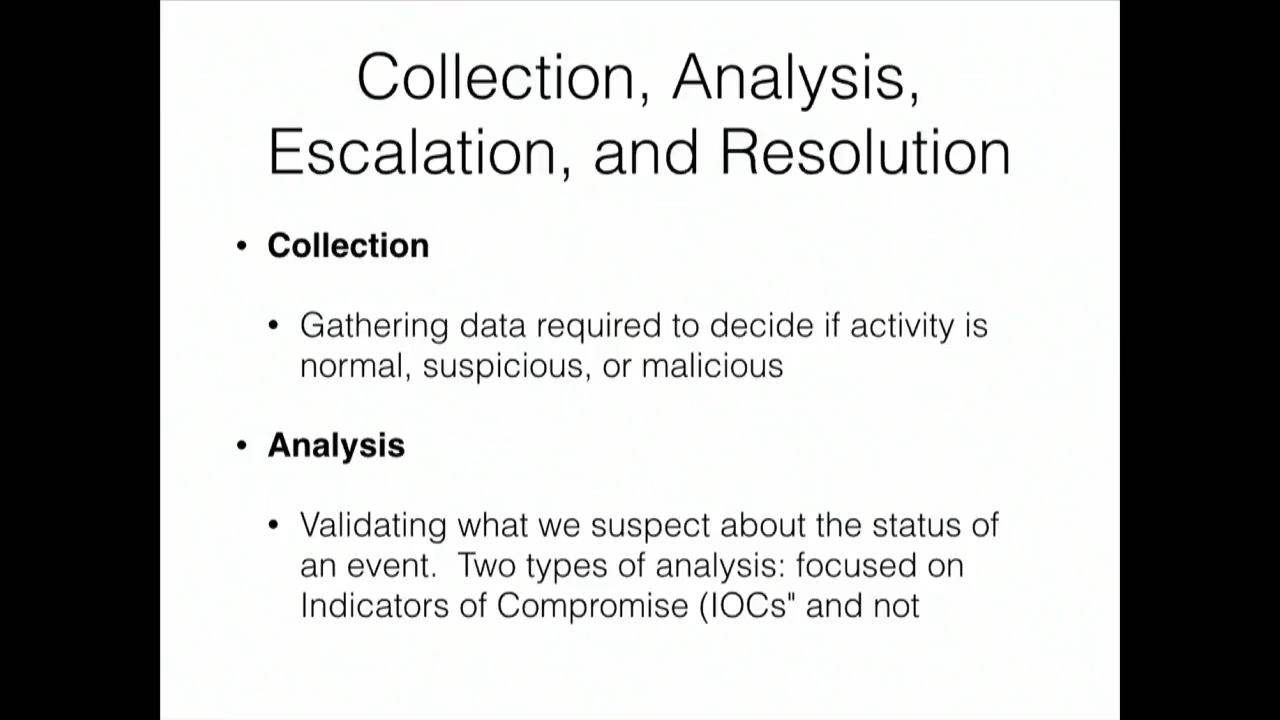 Collection, Analysis,
Escalation, and Resolution
• Collection
• Gathering data required to decide if activity is
normal, suspicious, or malicious
• Analysis
• Validating what we suspect about the status of
an event.  Two types of analysis: focused on
Indicators of Compromise (IOCs" and not